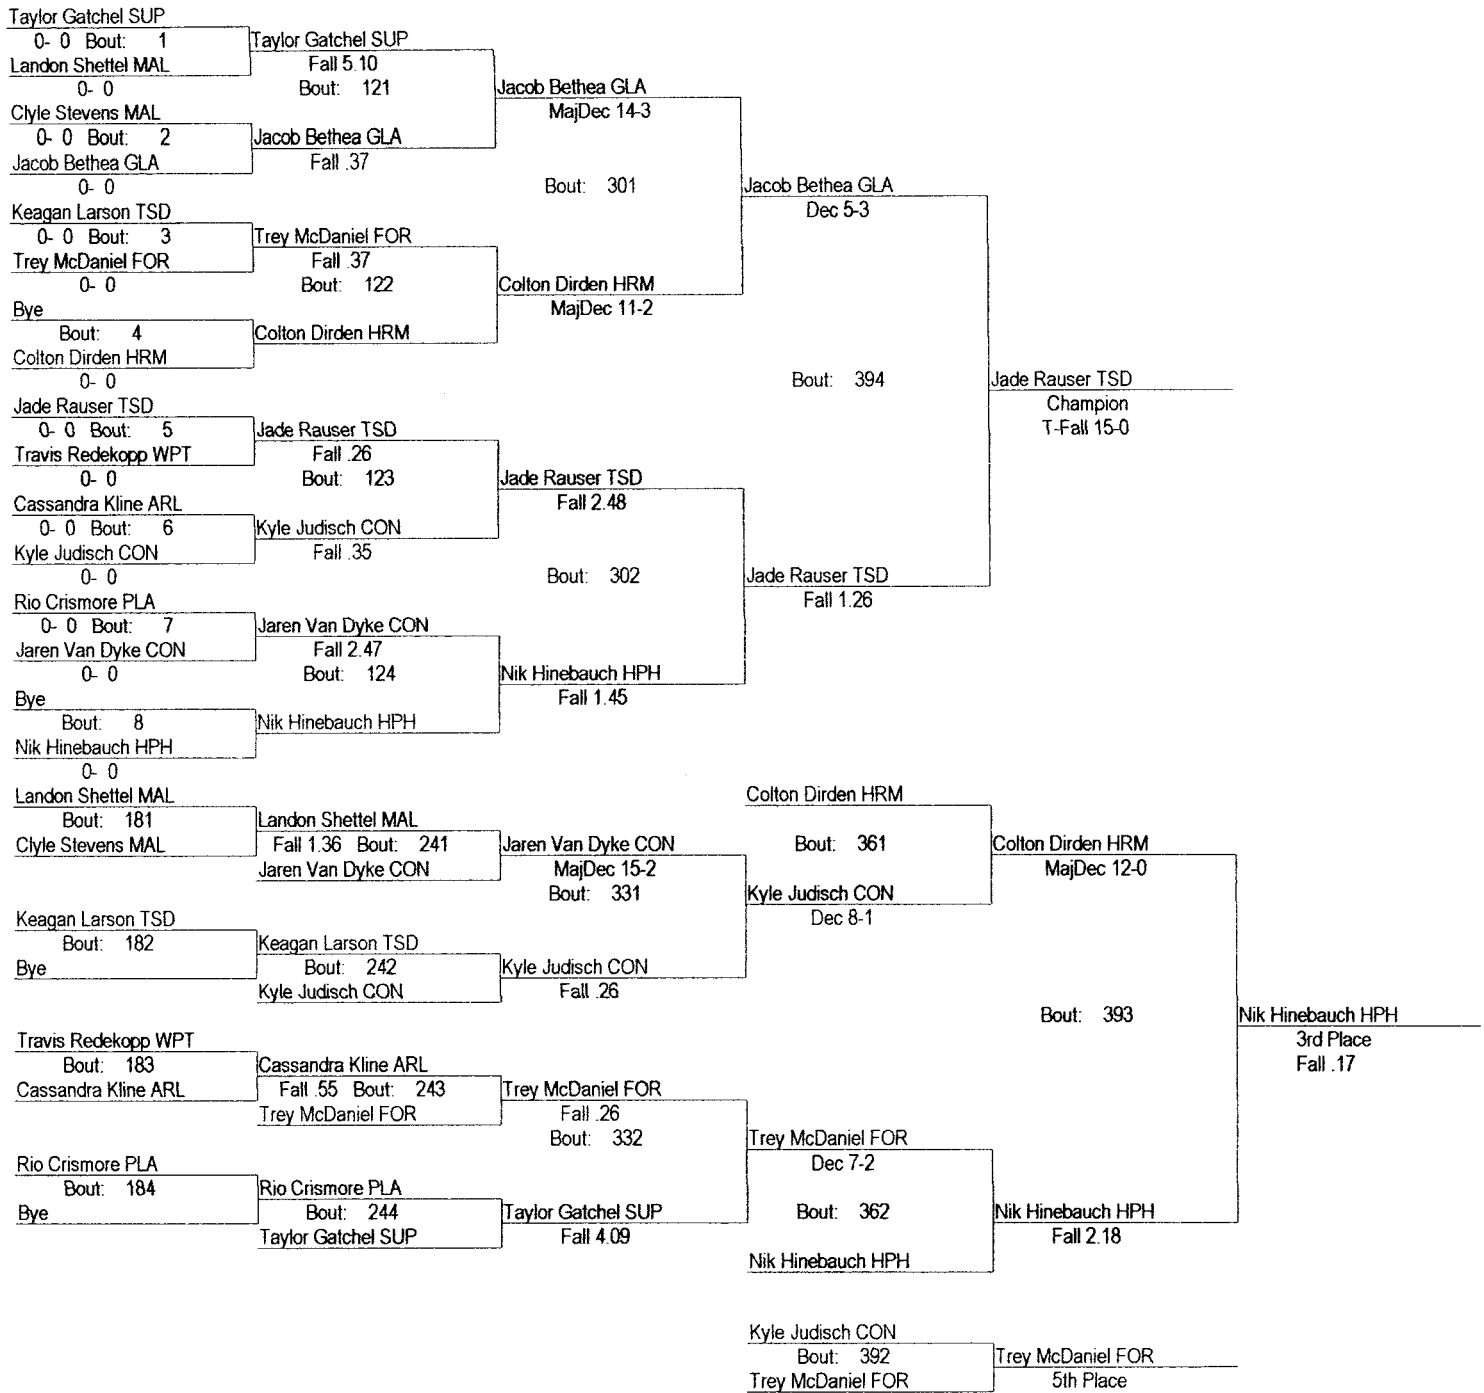 Taylor Gatchel SUP
0- 0 Bout: 1
Landon Shettel MAL
0- 0
Clyle Stevens MAL
0- 0 Bout: 2
Jacob Bethea GLA
0- 0
Keagan Larson TSD
0- 0 Bout: 3
Trey McDaniel FOR
0- 0
Bye
Bout: 4
Colton Dirden HRM
0- 0
Jade Rauser TSD
0- 0 Bout: 5
Travis Redekopp WPT
0- 0
Cassandra Kline ARL
0- 0 Bout: 6
Kyle Judisch CON
0- 0
Rio Crismore PLA
0- 0 Bout: 7
Jaren Van Dyke CON
0- 0
Bye
Bout: 8
Nik Hinebauch HPH
0- 0
Taylor Gatchel SUP
Fall 5.10
Bout: 121
Jacob Bethea GLA
Fall .37
Trey McDaniel FOR
Fall .37
Bout: 122
Colton Dirden HRM
Jade Rauser TSD
Fall .26
Bout: 123
Kyle Judisch CON
Fall .35
Jaren Van Dyke CON
Fall 2.47
Bout: 124
Nik Hinebauch HPH
Jacob Bethea GLA
MajDec 14-3
Bout: 301
Colton Dirden HRM
MajDec 11-2
Jade Rauser TSD
Fall 2.48
Bout: 302
Nik Hinebauch HPH
Fall 1.45
Jacob Bethea GLA
Dec 5-3
Bout: 394
Jade Rauser TSD
Fall 1.26
Jade Rauser TSD
Champion
T-Fall 15-0
Landon Shettel MAL
Bout: 181
Clyle Stevens MAL
Keagan Larson TSD
Bout: 182
Bye
Travis Redekopp WPT
Bout: 183
Cassandra Kline ARL
Rio Crismore PLA
Bout: 184
Bye
Landon Shettel MAL
Fall 1.36 Bout: 241
Jaren Van Dyke CON
Keagan Larson TSD
Bout: 242
Kyle Judisch CON
Cassandra Kline ARL
Fall .55 Bout: 243
Trey McDaniel FOR
Rio Crismore PLA
Bout: 244
Taylor Gatchel SUP
Jaren Van Dyke CON
MajDec 15-2
Bout: 331
Kyle Judisch CON
Fall .26
Trey McDaniel FOR
Fall .26
Bout: 332
Taylor Gatchel SUP
Fall 4.09
Colton Dirden HRM
Bout: 361
Kyle Judisch CON
Dec 8-1
Trey McDaniel FOR
Dec 7-2
Bout: 362
Nik Hinebauch HPH
Colton Dirden HRM
MajDec 12-0
Bout: 393
Nik Hinebauch HPH
Fall 2.18
Nik Hinebauch HPH
3rd Place
Fall .17
Kyle Judisch CON
Bout: 392
Trey McDaniel FOR
Trey McDaniel FOR
5th Place